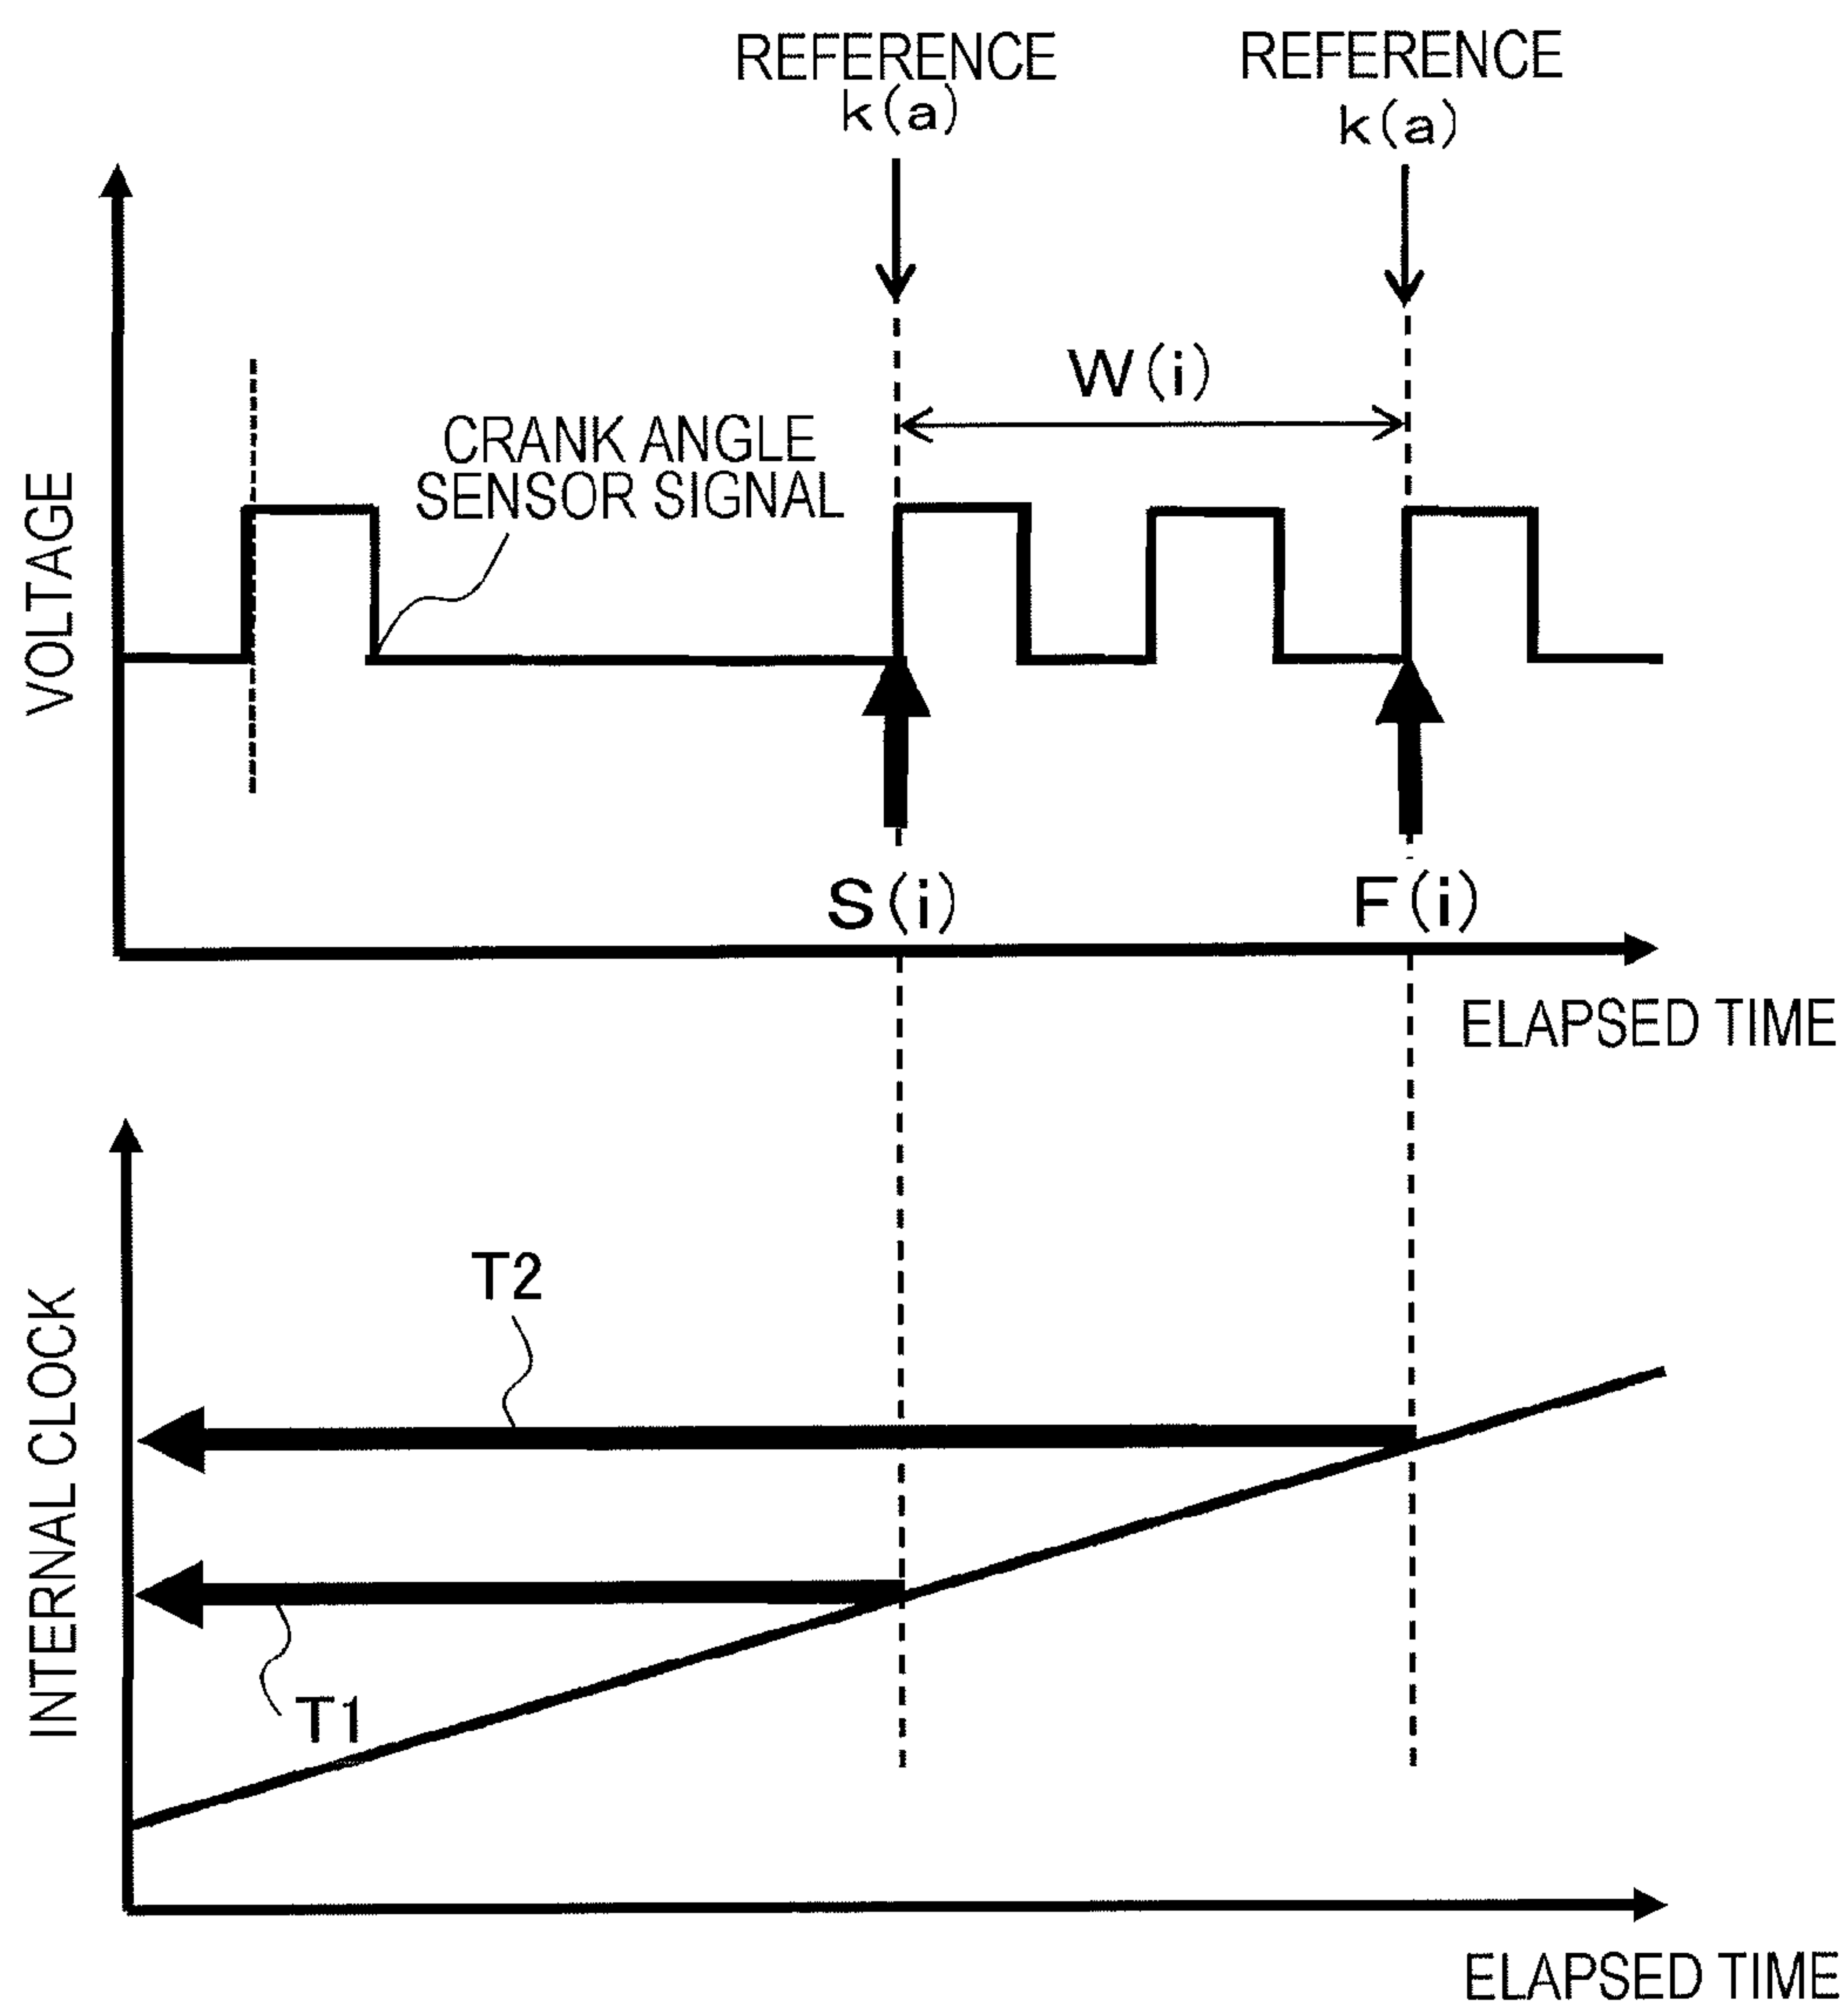 REFERENCE
k(a)
REFERENCE
k(a)
W(i)
CRANK ANGLE
SENSOR SIGNAL
VOLTAGE
S(i)
F(i)
ELAPSED TIME
T2
INTERNAL CLOCK
T1
ELAPSED TIME